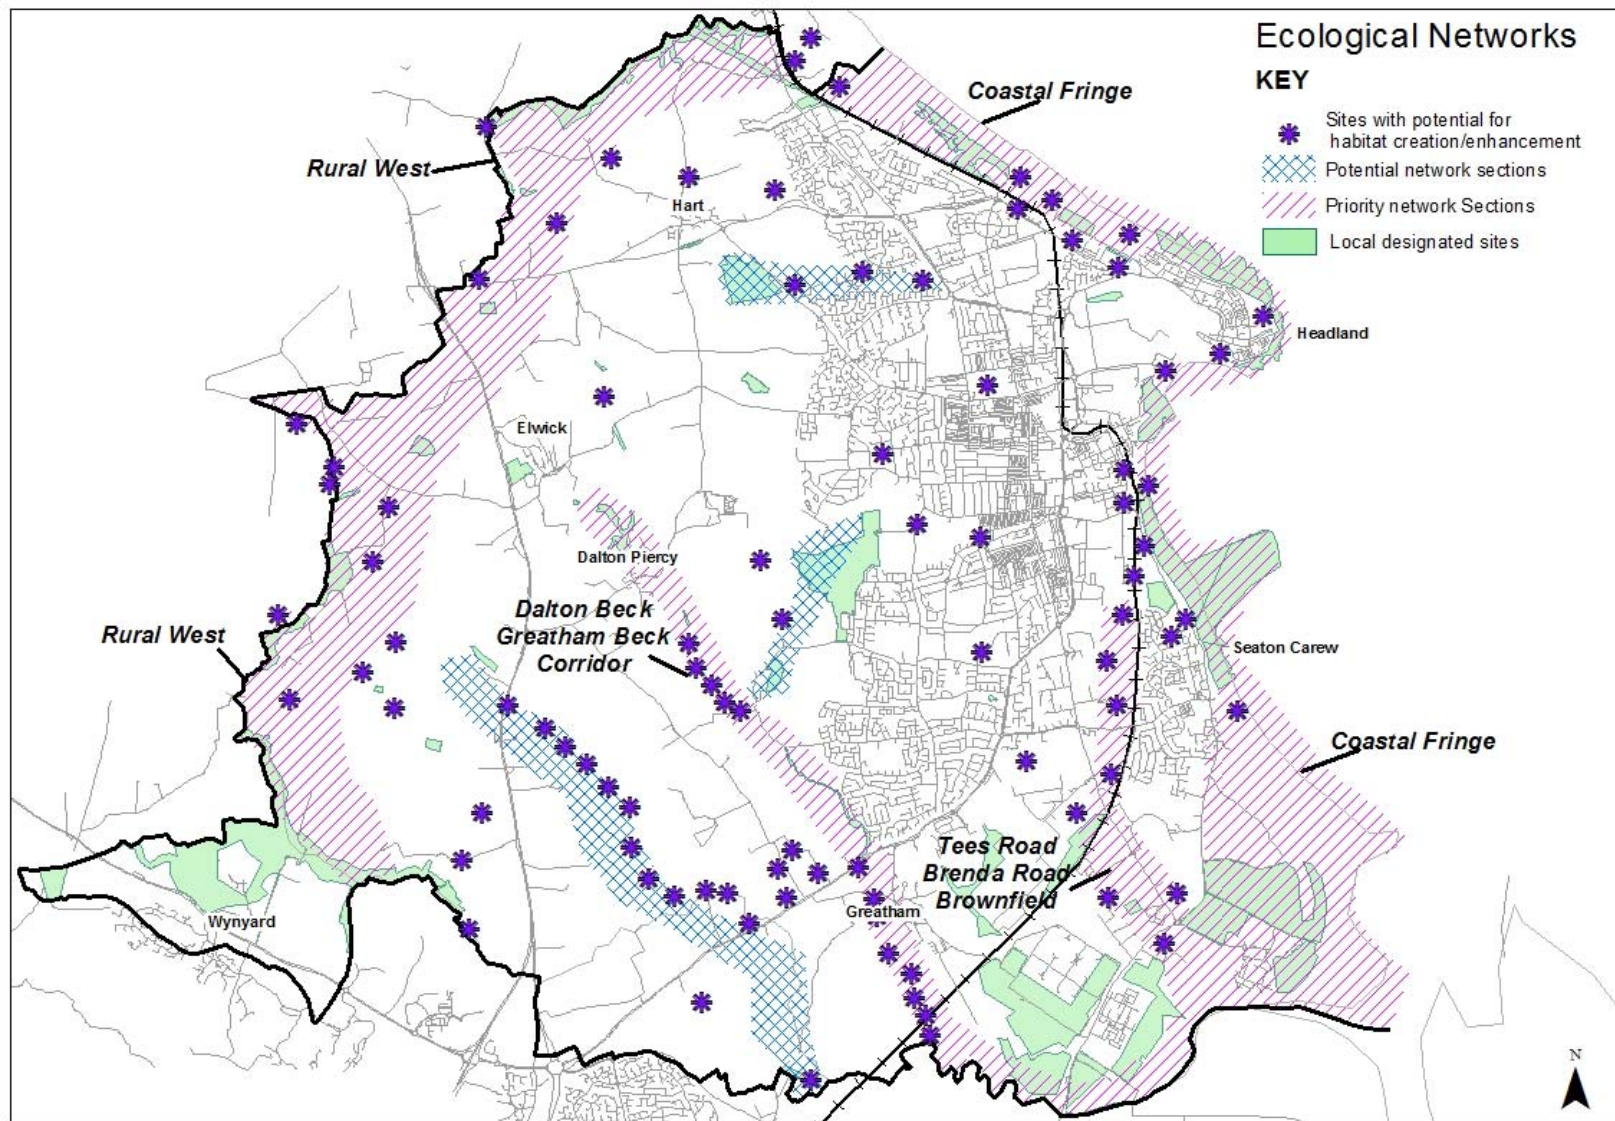 Ecological Networks
KEY
Sites with potential for
habitat creation/enhancement
Potential network sections
Priority network Sections
Local designated sites
Coastal Fringe
Rural West
Hart
Headland
Elwick
Dalton Piercy
Dalton Beck
Greatham Beck
Corridor
Rural West
Seaton Carew
Coastal Fringe
Tees Road
Brenda Road
Brownfield
Greatham
Wynyard
N